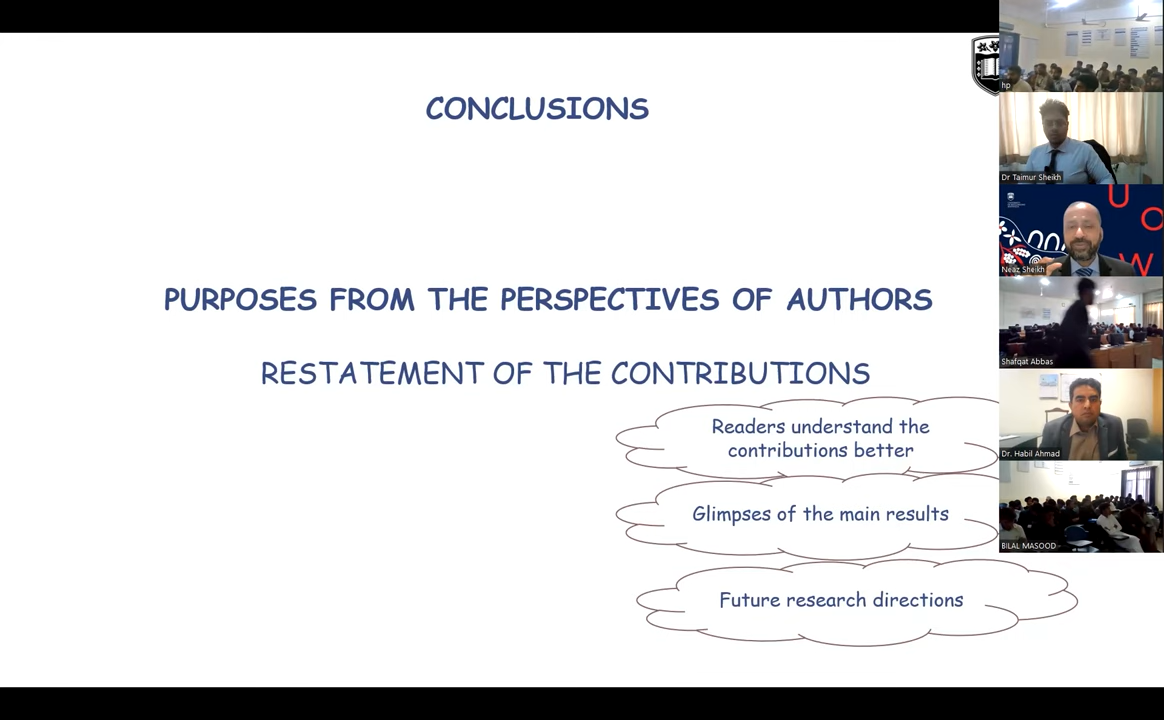 CONCLUSIONS
PURPOSES FROM THE PERSPECTIVES OF AUTHORS
RESTATEMENT OF THE CONTRIBUTIONS
Readers understand the
contributions better
Glimpses of the main results
Future research directions
hp
Dr Taimur Sheikh
U
O
W
Neaz Sheikh
Shafqat Abbas
Dr. Habil Ahmad
BILAL MASOOD